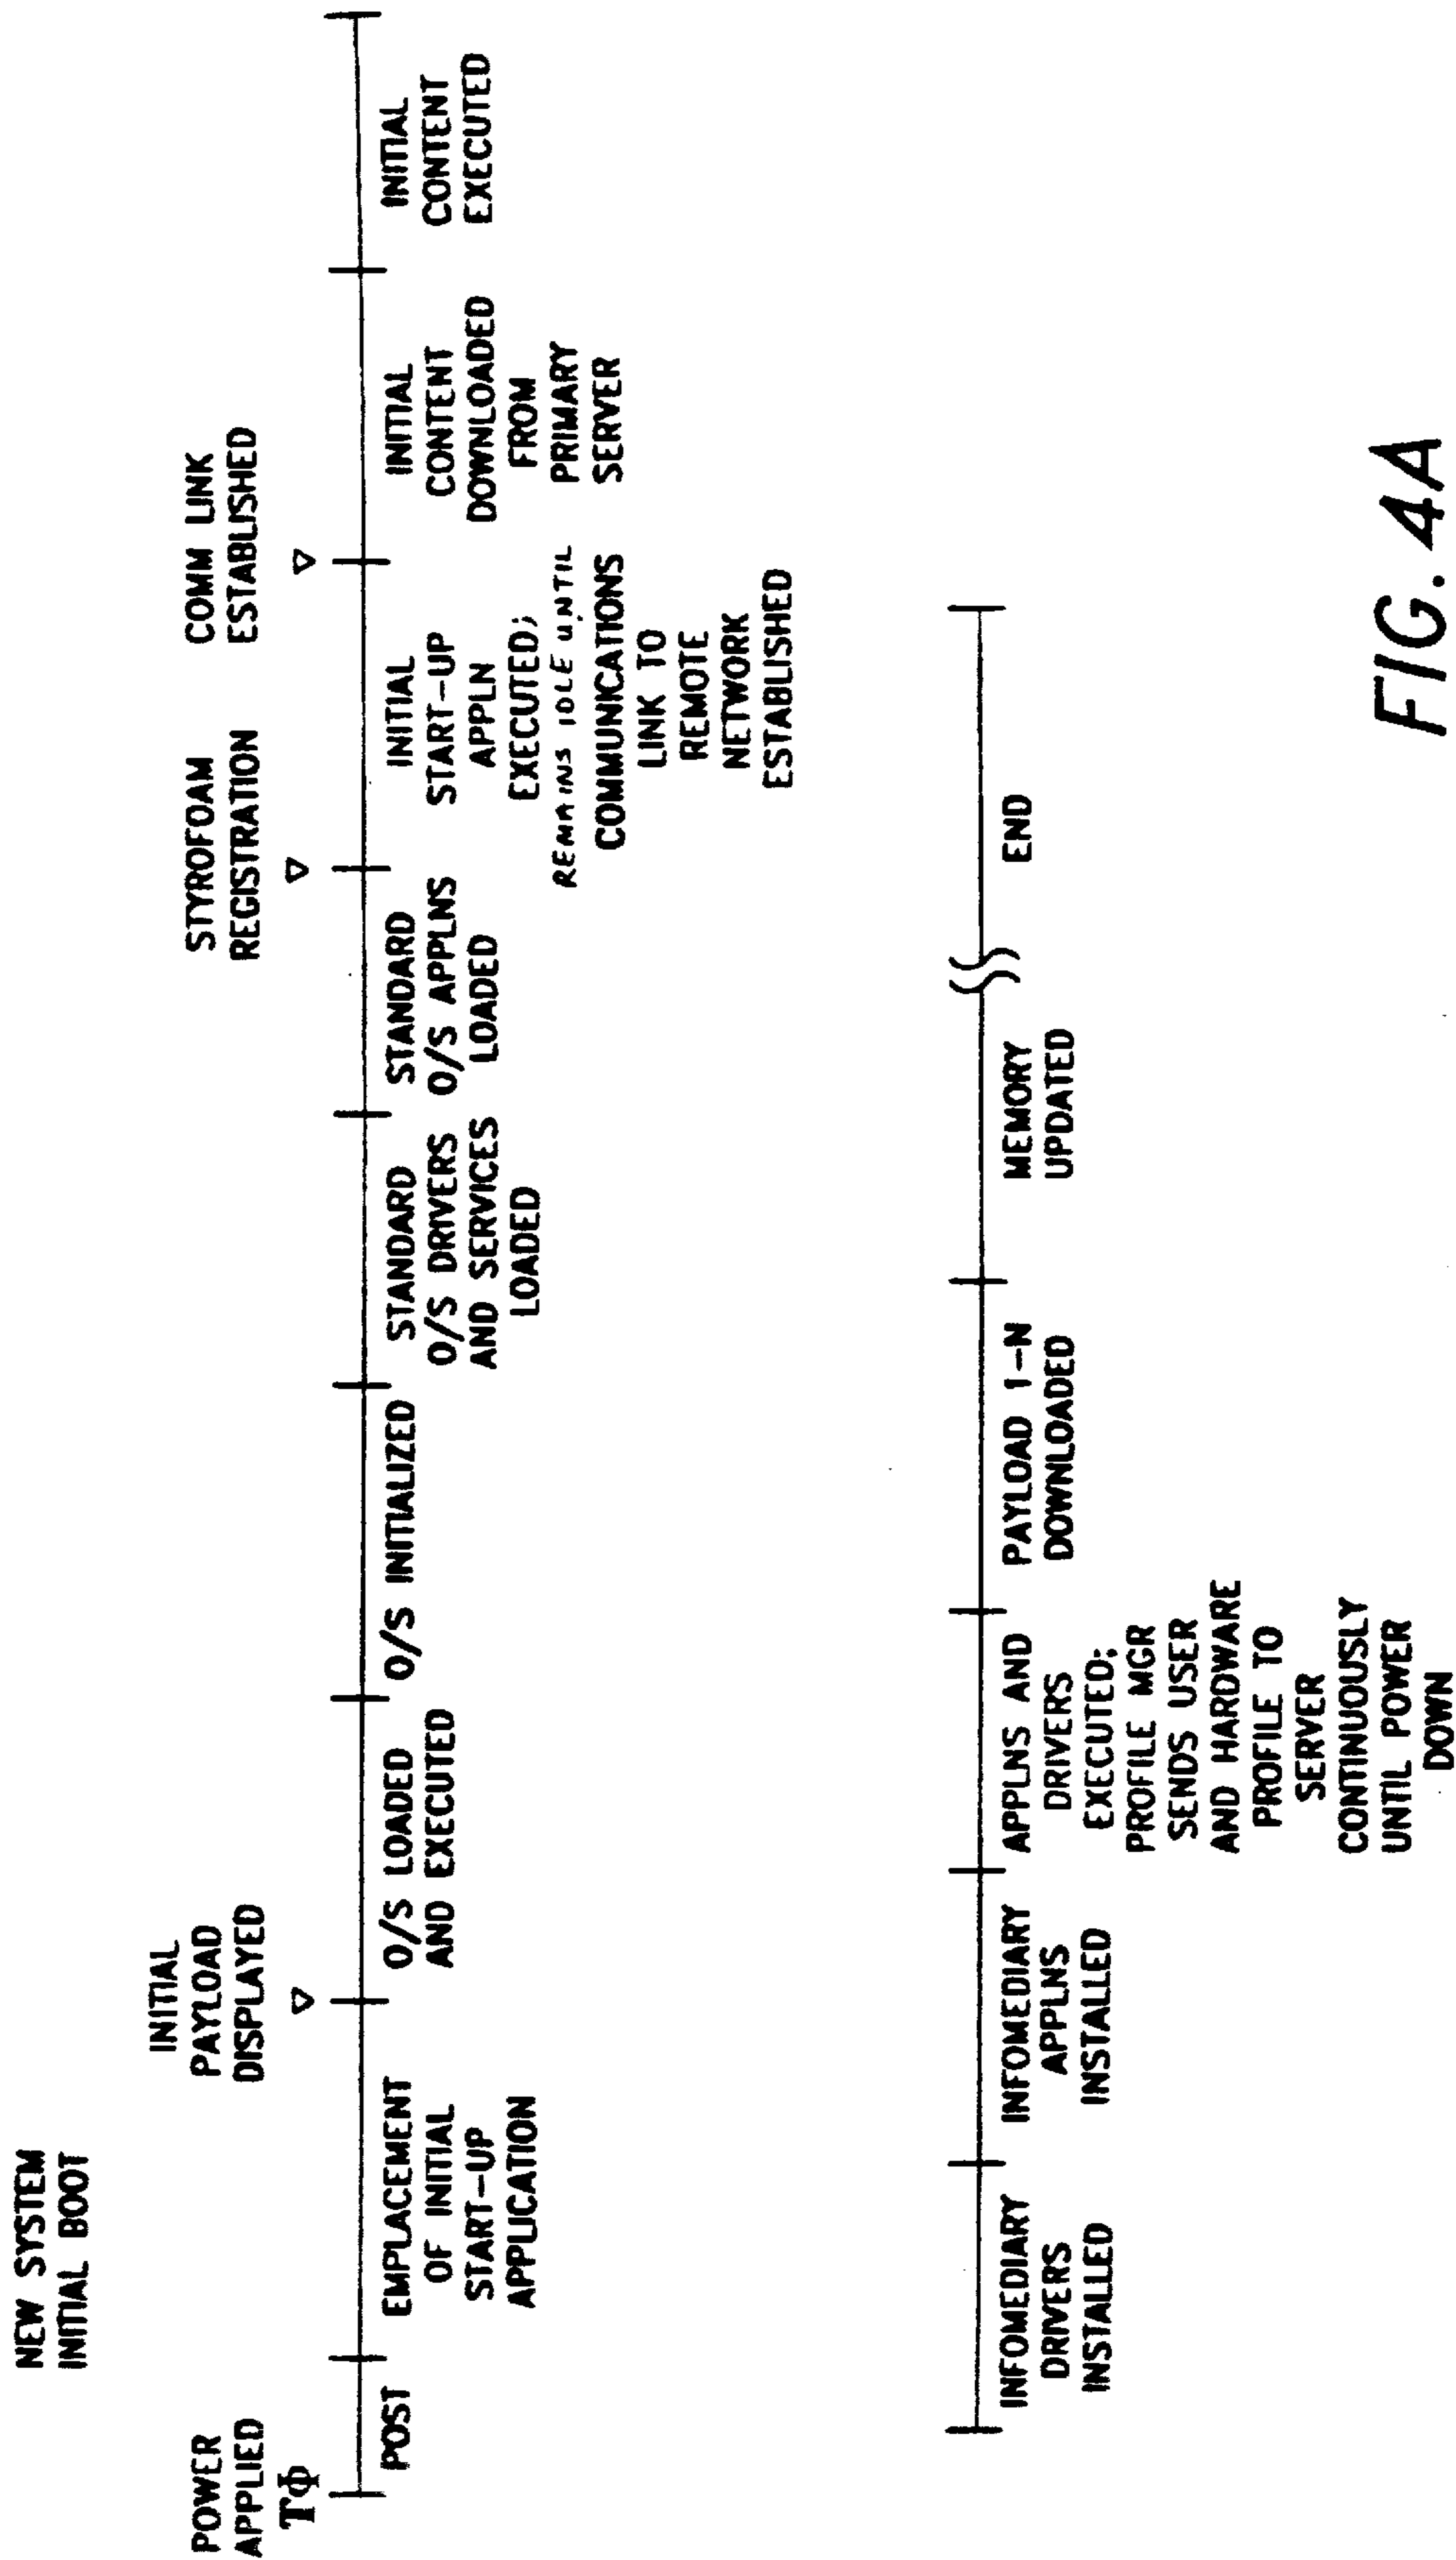 NEW SYSTEM
INITIAL BOOT
POWER
APPLIED
TΦ
INITIAL
PAYLOAD
DISPLAYED
STYROFOAM
REGISTRATION
COMM LINK
ESTABLISHED
POST
EMPLACEMENT
OF INITIAL
START-UP
APPLICATION
O/S LOADED
AND EXECUTED
O/S INITIALIZED
STANDARD
O/S DRIVERS
AND SERVICES
LOADED
STANDARD
O/S APPLNS
LOADED
INITIAL
START-UP
APPLN
EXECUTED;
REMAINS IDLE UNTIL
COMMUNICATIONS
LINK TO
REMOTE
NETWORK
ESTABLISHED
INITIAL
CONTENT
DOWNLOADED
FROM
PRIMARY
SERVER
INITIAL
CONTENT
EXECUTED
INFOMEDIARY
DRIVERS
INSTALLED
INFOMEDIARY
APPLNS
INSTALLED
APPLNS AND
DRIVERS
EXECUTED;
PROFILE MGR
SENDS USER
AND HARDWARE
PROFILE TO
SERVER
CONTINUOUSLY
UNTIL POWER
DOWN
PAYLOAD 1-N
DOWNLOADED
MEMORY
UPDATED
END
FIG. 4A